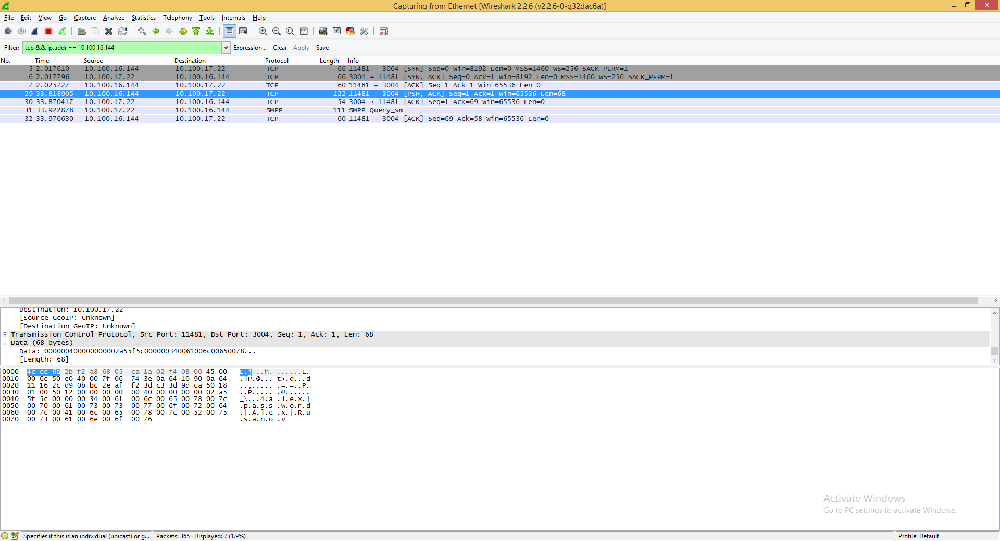 Capturing from Ethernet [Wireshark 2.2.6 (v2.2.6-0-g32dac6a)]
File Edit View Go Capture Analyze Statistics Telephony Tools Internals Help
Filter: tcp && ip.addr == 10.100.16.144 Expression... Clear Apply Save
No. Time Source Destination Protocol Length Info
5 2.017610 10.100.16.144 10.100.17.22 TCP 66 11481 → 3004 [SYN] Seq=0 Win=8192 Len=0 MSS=1460 WS=256 SACK_PERM=1
6 2.017796 10.100.17.22 10.100.16.144 TCP 66 3004 → 11481 [SYN, ACK] Seq=0 Ack=1 Win=8192 Len=0 MSS=1460 WS=256 SACK_PERM=1
7 2.025727 10.100.16.144 10.100.17.22 TCP 60 11481 → 3004 [ACK] Seq=1 Ack=1 Win=65536 Len=0
29 33.818905 10.100.16.144 10.100.17.22 TCP 122 11481 → 3004 [PSH, ACK] Seq=1 Ack=1 Win=65536 Len=68
30 33.870417 10.100.17.22 10.100.16.144 TCP 54 3004 → 11481 [ACK] Seq=1 Ack=69 Win=65536 Len=0
31 33.922878 10.100.17.22 10.100.16.144 SMPP 111 SMPP Query_sm
32 33.976630 10.100.16.144 10.100.17.22 TCP 60 11481 → 3004 [ACK] Seq=69 Ack=58 Win=65536 Len=0
Destination: 10.100.17.22
[Source GeoIP: Unknown]
[Destination GeoIP: Unknown]
Transmission Control Protocol, Src Port: 11481, Dst Port: 3004, Seq: 1, Ack: 1, Len: 68
Data (68 bytes)
Data: 000000400000000002a55f5c000000340061006c00650078...
[Length: 68]
0000 4c cc 6a 2b f2 a8 68 05 ca 1a 02 f4 08 00 45 00 L.j+..h. ......E.
0010 00 6c 50 e0 40 00 7f 06 74 3e 0a 64 10 90 0a 64 .lP.@... t>.d...d
0020 11 16 2c d9 0b bc 2e af f2 3d c3 3d 9d ca 50 18 ..,..... .=.=..P.
0030 01 00 50 12 00 00 00 00 00 40 00 00 00 00 02 a5 ..P..... .@......
0040 5f 5c 00 00 00 34 00 61 00 6c 00 65 00 78 00 7c _\...4.a .l.e.x.|
0050 00 70 00 61 00 73 00 73 00 77 00 6f 00 72 00 64 .p.a.s.s .w.o.r.d
0060 00 7c 00 41 00 6c 00 65 00 78 00 7c 00 52 00 75 .|.A.l.e .x.|.R.u
0070 00 73 00 61 00 6e 00 6f 00 76 .s.a.n.o .v
Activate Windows
Go to PC settings to activate Windows.
Specifies if this is an individual (unicast) or g... Packets: 365 · Displayed: 7 (1.9%) Profile: Default